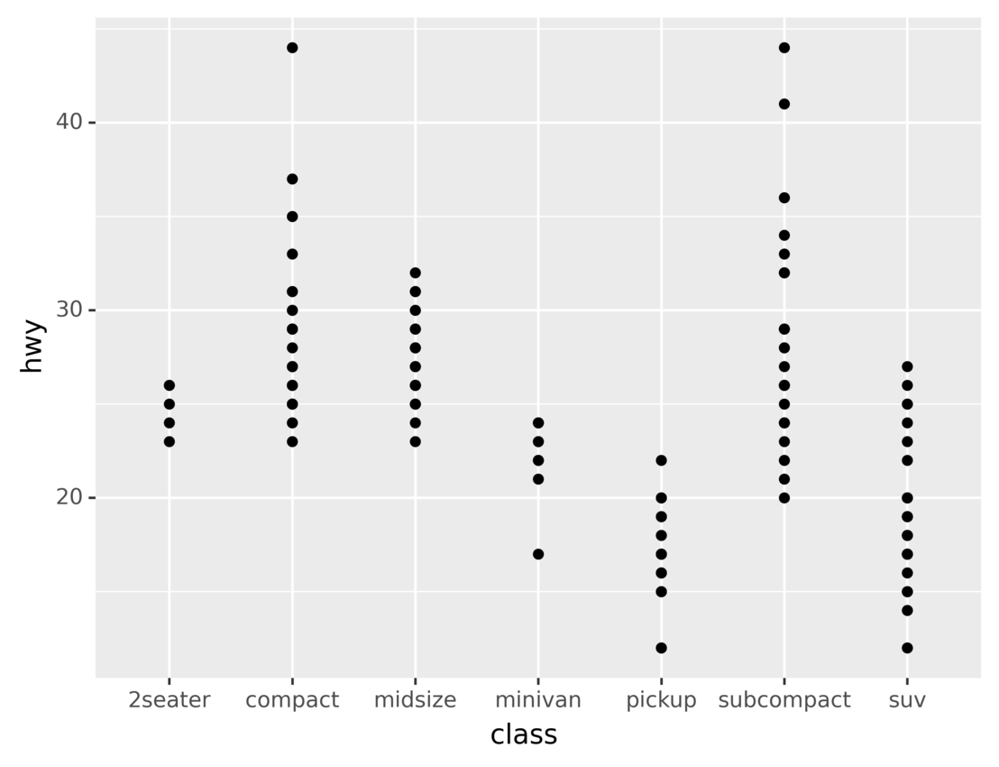 hwy
40
30
20
2seater compact midsize minivan pickup subcompact suv
class